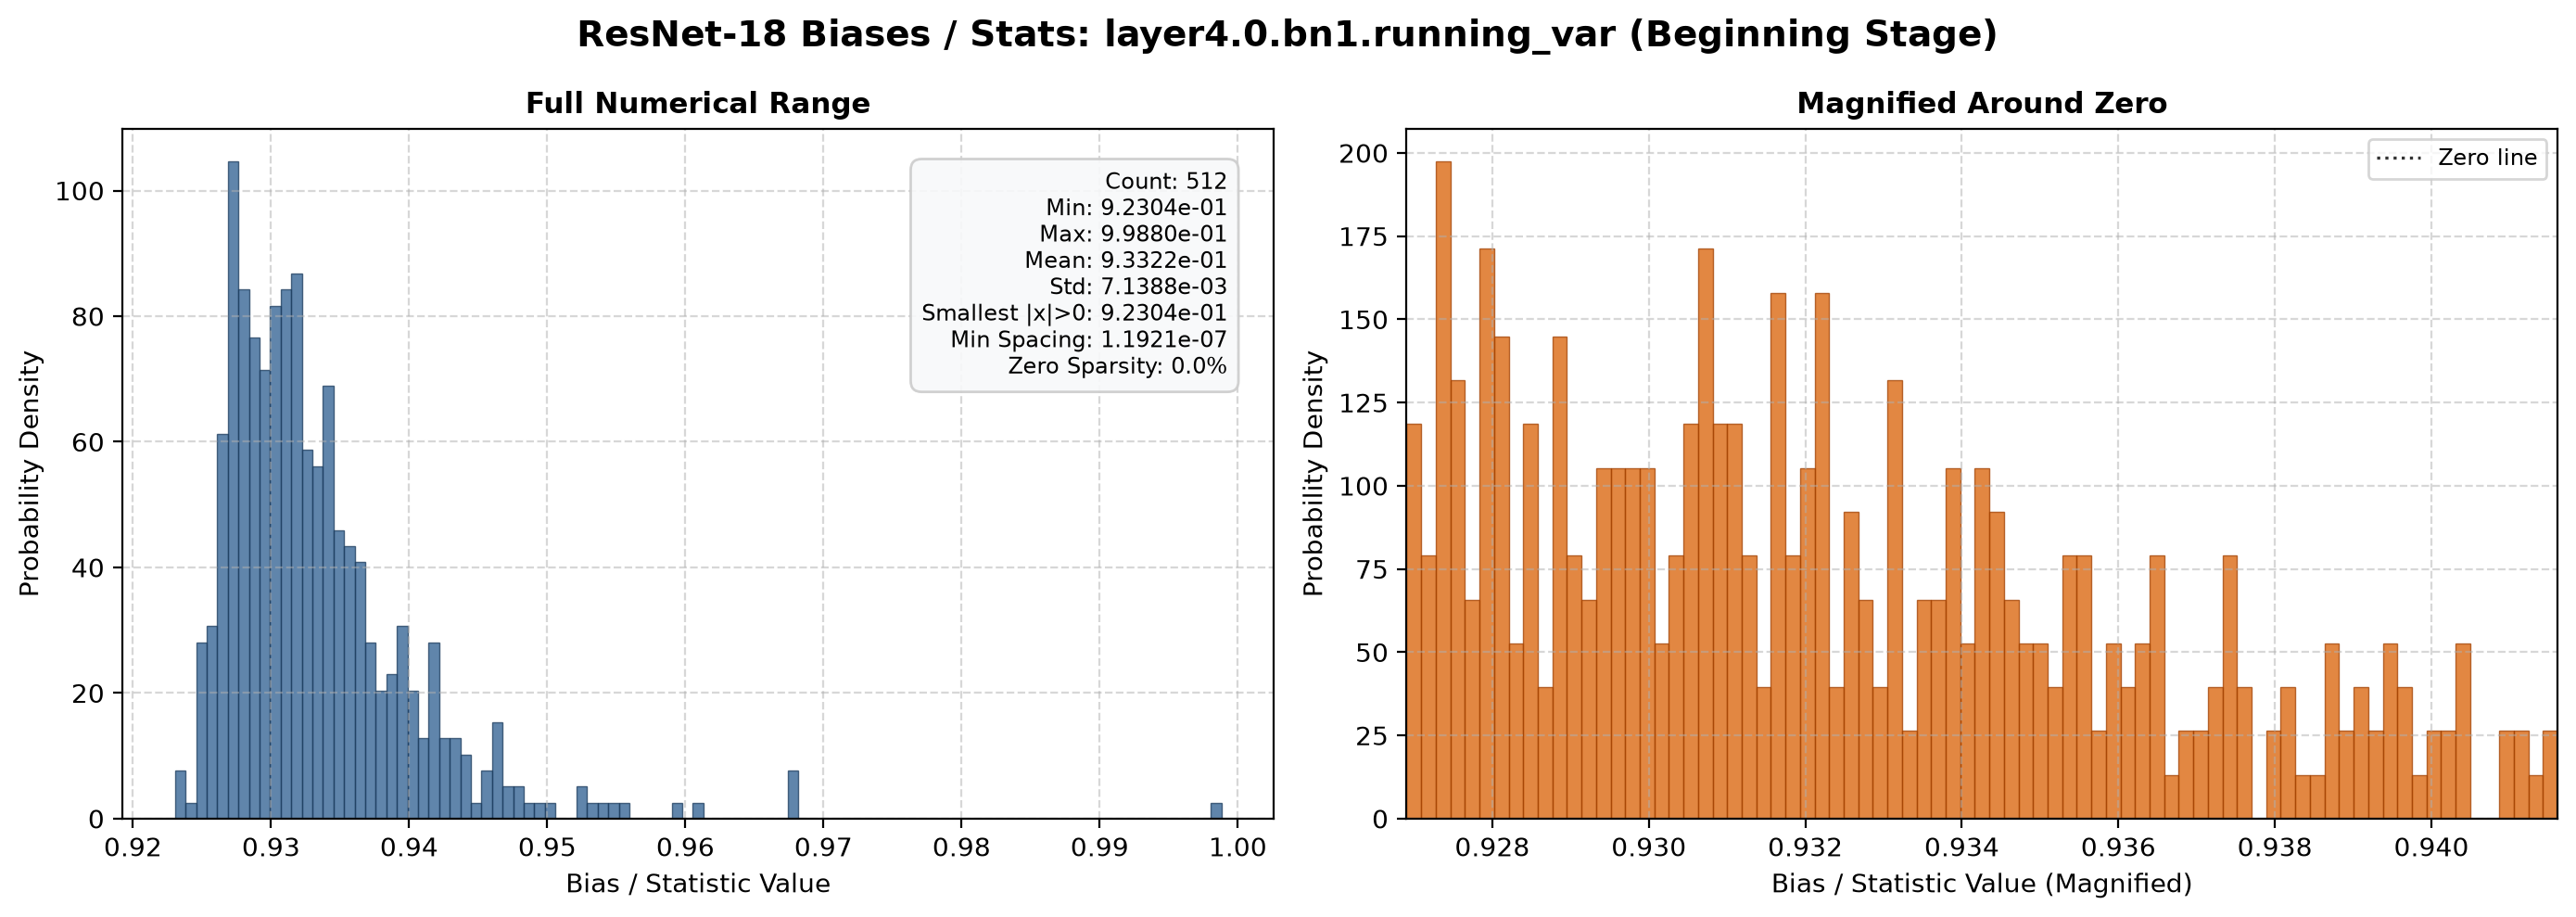 ResNet-18 Biases / Stats: layer4.0.bn1.running_var (Beginning Stage)
Full Numerical Range
Probability Density
100
80
60
40
20
0
Count: 512
Min: 9.2304e-01
Max: 9.9880e-01
Mean: 9.3322e-01
Std: 7.1388e-03
Smallest |x|>0: 9.2304e-01
Min Spacing: 1.1921e-07
Zero Sparsity: 0.0%
0.92 0.93 0.94 0.95 0.96 0.97 0.98 0.99 1.00
Bias / Statistic Value
Magnified Around Zero
Probability Density
200
175
150
125
100
75
50
25
0
Zero line
0.928 0.930 0.932 0.934 0.936 0.938 0.940
Bias / Statistic Value (Magnified)